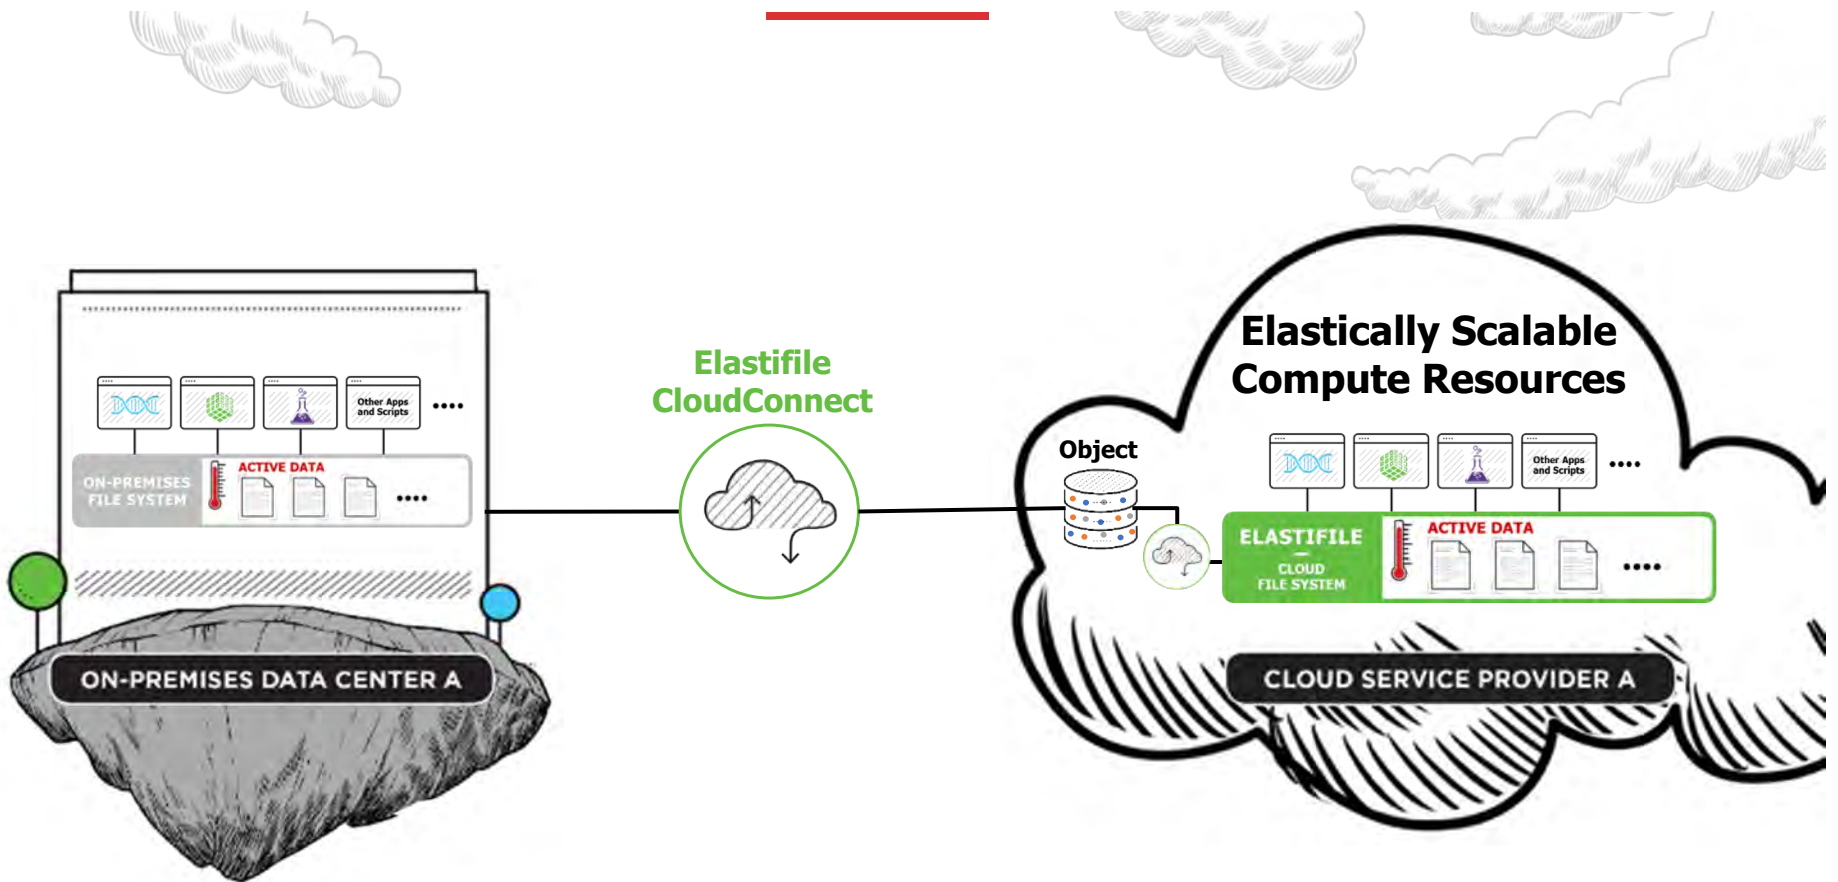 Elastifile
CloudConnect
Other Apps
and Scripts
ON-PREMISES
FILE SYSTEM
ACTIVE DATA
ON-PREMISES DATA CENTER A
Elastically Scalable
Compute Resources
Object
Other Apps
and Scripts
ELASTIFILE
CLOUD
FILE SYSTEM
ACTIVE DATA
CLOUD SERVICE PROVIDER A